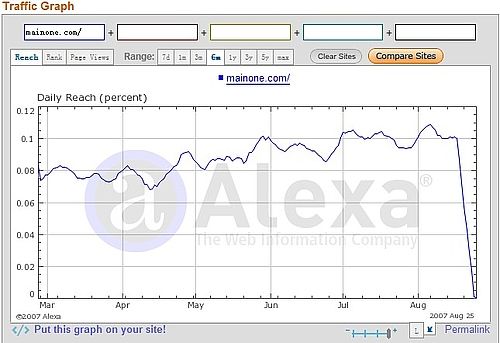 Traffic Graph
mainone.com/ + + + +
Reach Rank Page Views Range: 7d 1m 3m 6m 1y 3y 5y max Clear Sites Compare Sites
mainone.com/
Daily Reach (percent)
0.12
0.1
0.08
0.06
0.04
0.02
0
a Alexa®
The Web Information Company
Mar Apr May Jun Jul Aug
©2007 Alexa 2007 Aug 25
</> Put this graph on your site! - + L Permalink